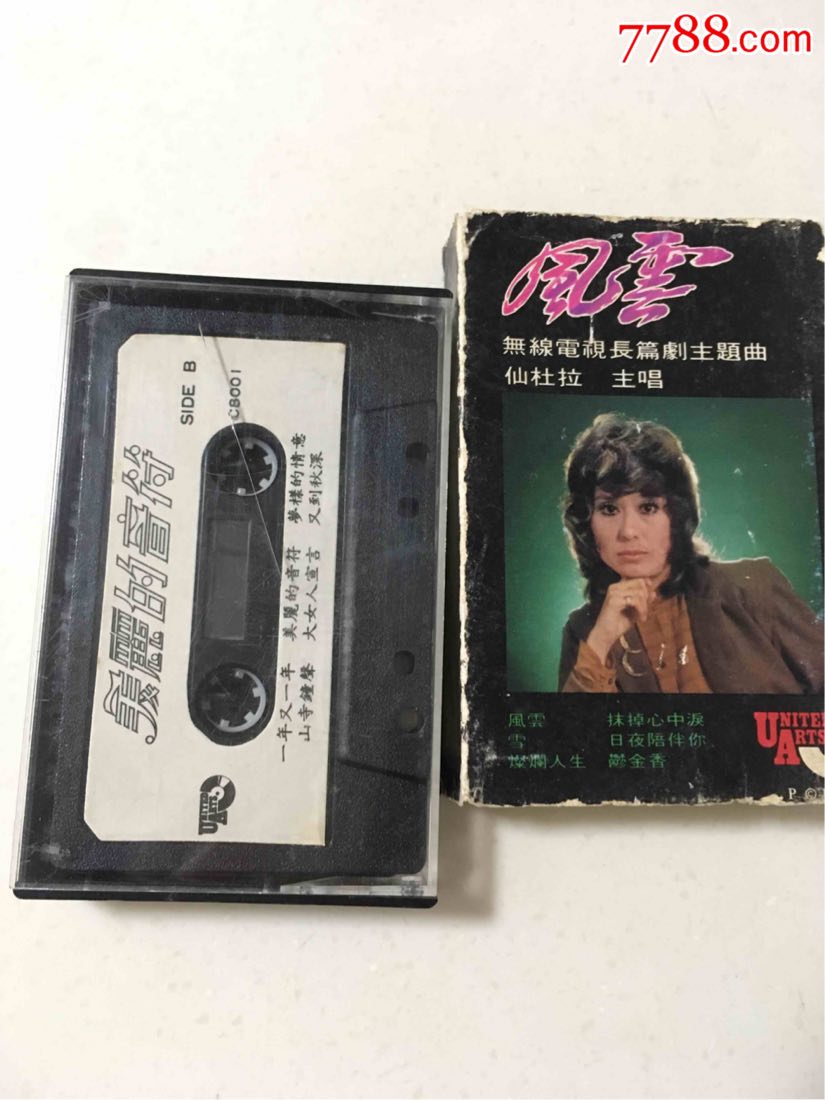 7788.com
美麗的音符
SIDE B
C8001
一年又一年 美麗的音符 夢樣的情意
山寺鐘聲 大女人宣言 又到秋深
UNITED
ARTS
風雲
無線電視長篇劇主題曲
仙杜拉 主唱
風雲 抹掉心中淚
雪 日夜陪伴你
燦爛人生 鬱金香
UNITE
ARTS
P ©